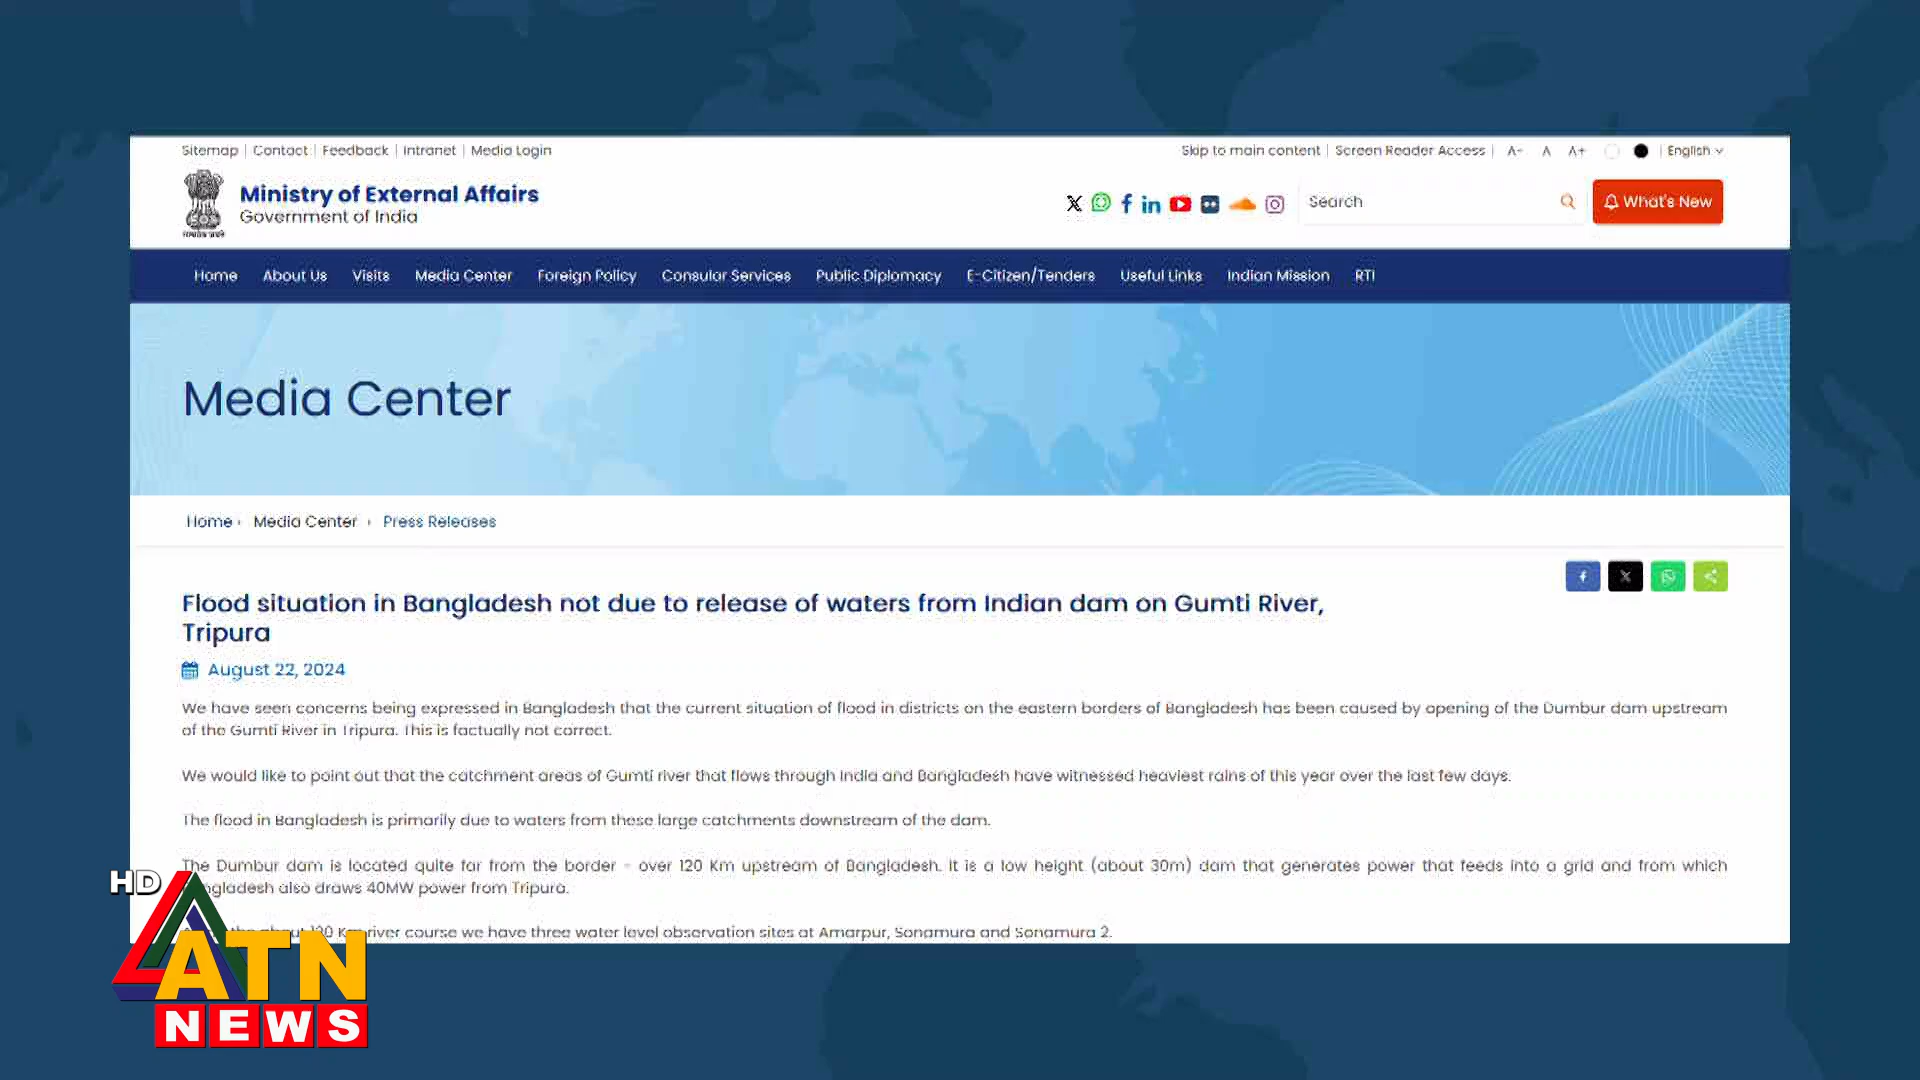 Sitemap | Contact | Feedback | Intranet | Media Login
Skip to main content | Screen Reader Access | A- A A+ | English
Ministry of External Affairs
Government of India
Search
What's New
Home About Us Visits Media Center Foreign Policy Consular Services Public Diplomacy E-Citizen/Tenders Useful Links Indian Mission RTI
Media Center
Home › Media Center › Press Releases
Flood situation in Bangladesh not due to release of waters from Indian dam on Gumti River,
Tripura
August 22, 2024
We have seen concerns being expressed in Bangladesh that the current situation of flood in districts on the eastern borders of Bangladesh has been caused by opening of the Dumbur dam upstream
of the Gumti River in Tripura. This is factually not correct.
We would like to point out that the catchment areas of Gumti river that flows through India and Bangladesh have witnessed heaviest rains of this year over the last few days.
The flood in Bangladesh is primarily due to waters from these large catchments downstream of the dam.
The Dumbur dam is located quite far from the border - over 120 Km upstream of Bangladesh. It is a low height (about 30m) dam that generates power that feeds into a grid and from which
ngladesh also draws 40MW power from Tripura.
the about 120 Km river course we have three water level observation sites at Amarpur, Sonamura and Sonamura 2.
HD
ATN
NEWS